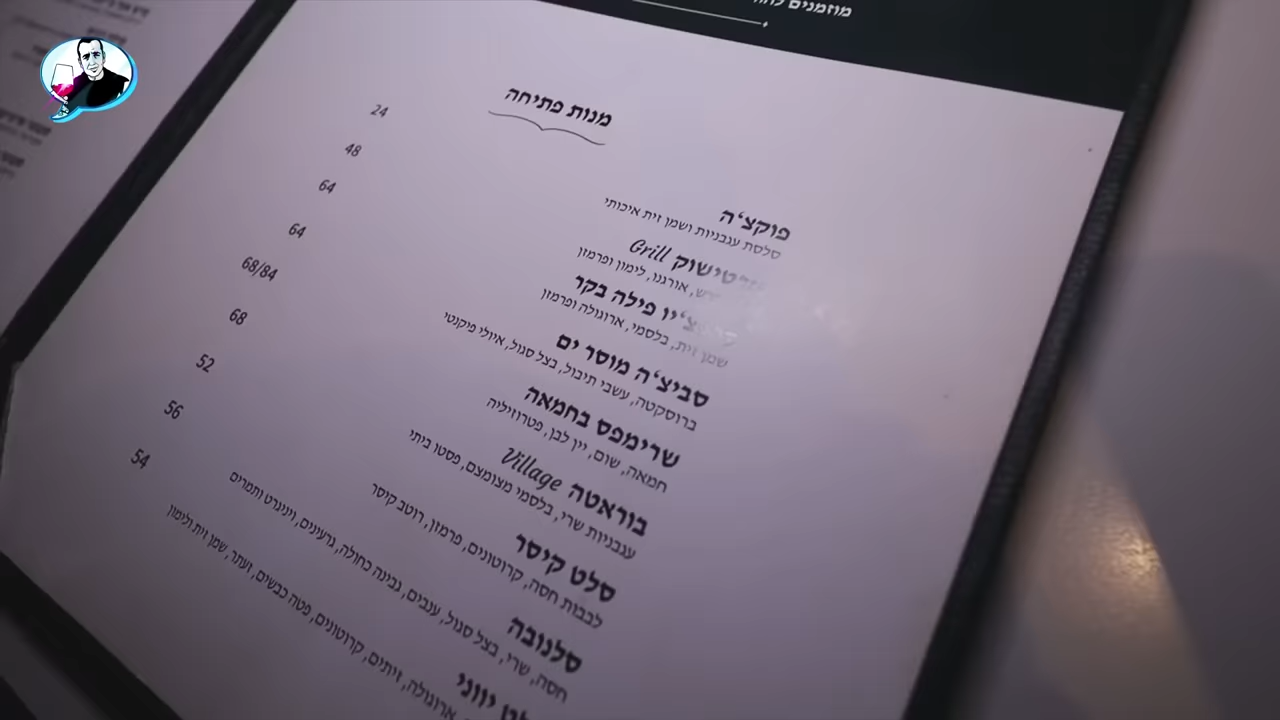 מוזמנים
מנות פתיחה
פוקצ'ה 24
סלסת עגבניות ושמן זית איכותי
Grill 48
אורגנו, לימון ופרמזן
פילה בקר 64
שמן זית, בלסמי, ארוגולה ופרמזן
סביצ'ה מוסר ים 64
ברוסקטה, עשבי תיבול, בצל סגול, איולי פיקנטי
שרימפס בחמאה 68/84
חמאה, שום, יין לבן, פטרוזיליה
בוראטה Village 68
עגבניות שרי, בלסמי מצומצם, פסטו ביתי
סלט קיסר 52
לבבות חסה, קרוטונים, פרמזן, רוטב קיסר
סלנובה 56
חסה, שרי, בצל סגול, ענבים, גבינה כחולה, גרעינים, וינגרט ותמרים
יווני 54
ארוגולה, זיתים, קרוטונים, פטה כבשים, זעתר, שמן זית ולימון